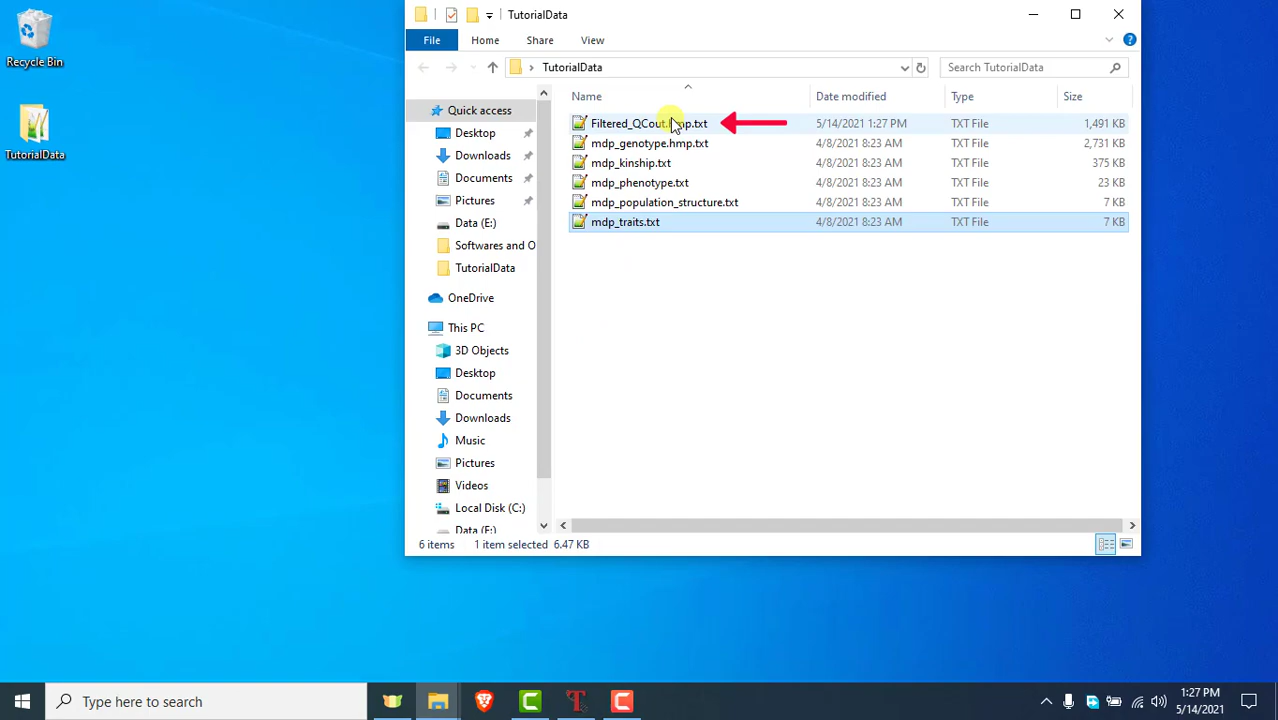 Recycle Bin
TutorialData
TutorialData
File Home Share View
TutorialData
Search TutorialData
Quick access
Desktop
Downloads
Documents
Pictures
Data (E:)
Softwares and O
TutorialData
OneDrive
This PC
3D Objects
Desktop
Documents
Downloads
Music
Pictures
Videos
Local Disk (C:)
Data (E:)
Name Date modified Type Size
Filtered_QCout.hmp.txt 5/14/2021 1:27 PM TXT File 1,491 KB
mdp_genotype.hmp.txt 4/8/2021 8:23 AM TXT File 2,731 KB
mdp_kinship.txt 4/8/2021 8:23 AM TXT File 375 KB
mdp_phenotype.txt 4/8/2021 8:23 AM TXT File 23 KB
mdp_population_structure.txt 4/8/2021 8:23 AM TXT File 7 KB
mdp_traits.txt 4/8/2021 8:23 AM TXT File 7 KB
6 items 1 item selected 6.47 KB
Type here to search
1:27 PM
5/14/2021